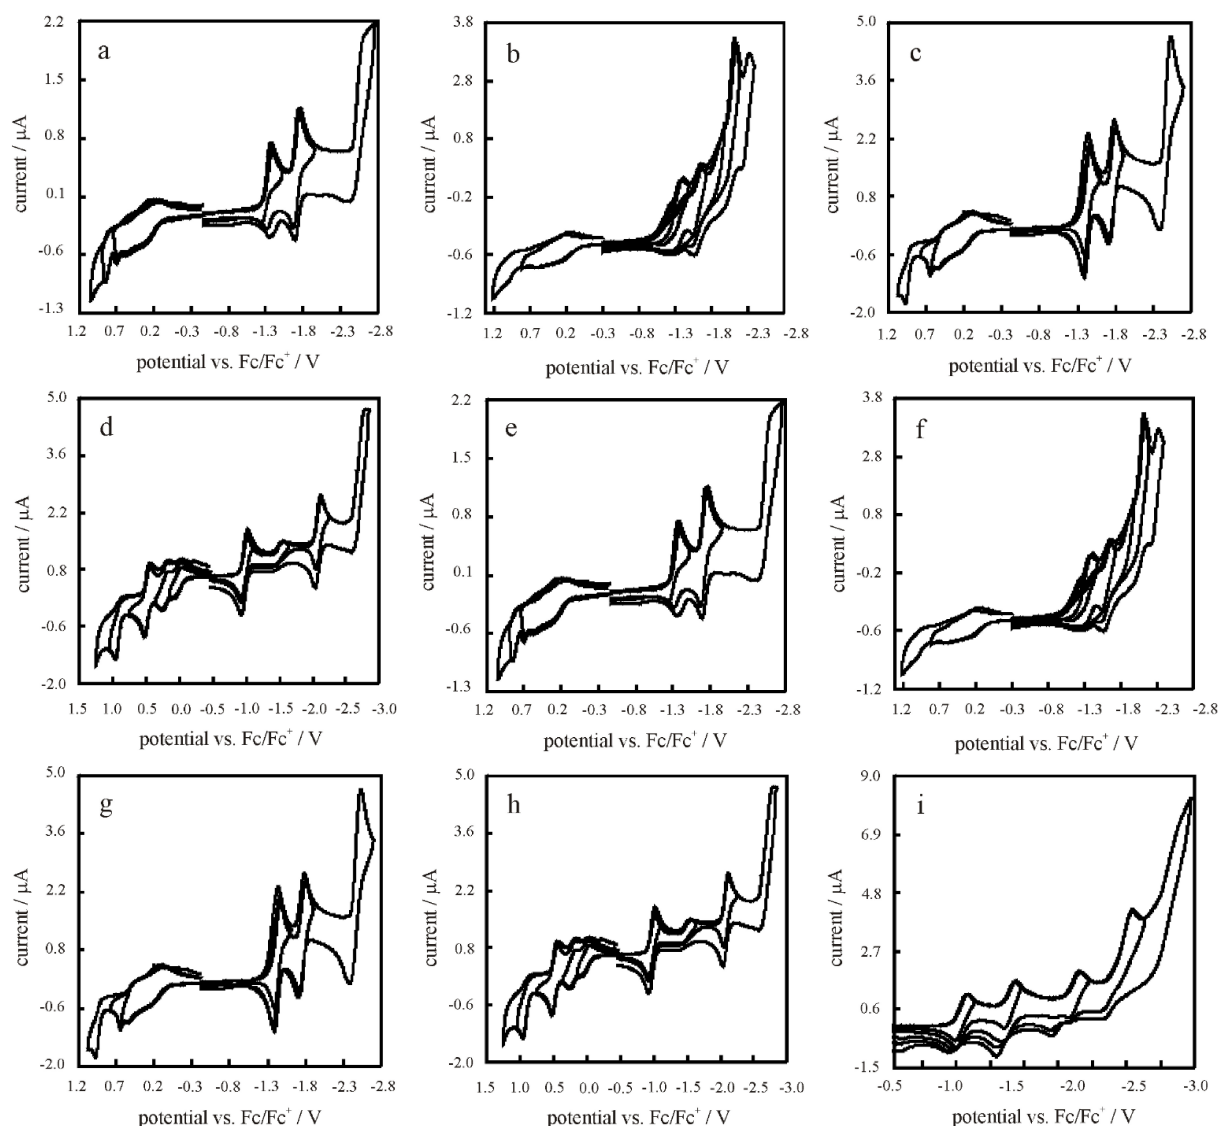 2.2
1.5
0.8
0.1
-0.6
-1.3
a
current / µA
1.2 0.7 0.2 -0.3 -0.8 -1.3 -1.8 -2.3 -2.8
potential vs. Fc/Fc⁺ / V
3.8
2.8
0.8
-0.2
-0.6
-1.2
b
current / µA
1.2 0.7 0.2 -0.3 -0.8 -1.3 -1.8 -2.3 -2.8
potential vs. Fc/Fc⁺ / V
5.0
3.6
2.2
0.8
-0.6
-2.0
c
current / µA
1.2 0.7 0.2 -0.3 -0.8 -1.3 -1.8 -2.3 -2.8
potential vs. Fc/Fc⁺ / V
5.0
3.6
2.2
0.8
-0.6
-2.0
d
current / µA
1.5 1.0 0.5 0.0 -0.5 -1.0 -1.5 -2.0 -2.5 -3.0
potential vs. Fc/Fc⁺ / V
2.2
1.5
0.8
0.1
-0.6
-1.3
e
current / µA
1.2 0.7 0.2 -0.3 -0.8 -1.3 -1.8 -2.3 -2.8
potential vs. Fc/Fc⁺ / V
3.8
2.8
0.8
-0.2
-0.6
-1.2
f
current / µA
1.2 0.7 0.2 -0.3 -0.8 -1.3 -1.8 -2.3 -2.8
potential vs. Fc/Fc⁺ / V
5.0
3.6
2.2
0.8
-0.6
-2.0
g
current / µA
1.2 0.7 0.2 -0.3 -0.8 -1.3 -1.8 -2.3 -2.8
potential vs. Fc/Fc⁺ / V
5.0
3.6
2.2
0.8
-0.6
-2.0
h
current / µA
1.5 1.0 0.5 0.0 -0.5 -1.0 -1.5 -2.0 -2.5 -3.0
potential vs. Fc/Fc⁺ / V
9.0
6.9
4.8
2.7
0.6
-1.5
i
current / µA
-0.5 -1.0 -1.5 -2.0 -2.5 -3.0
potential vs. Fc/Fc⁺ / V